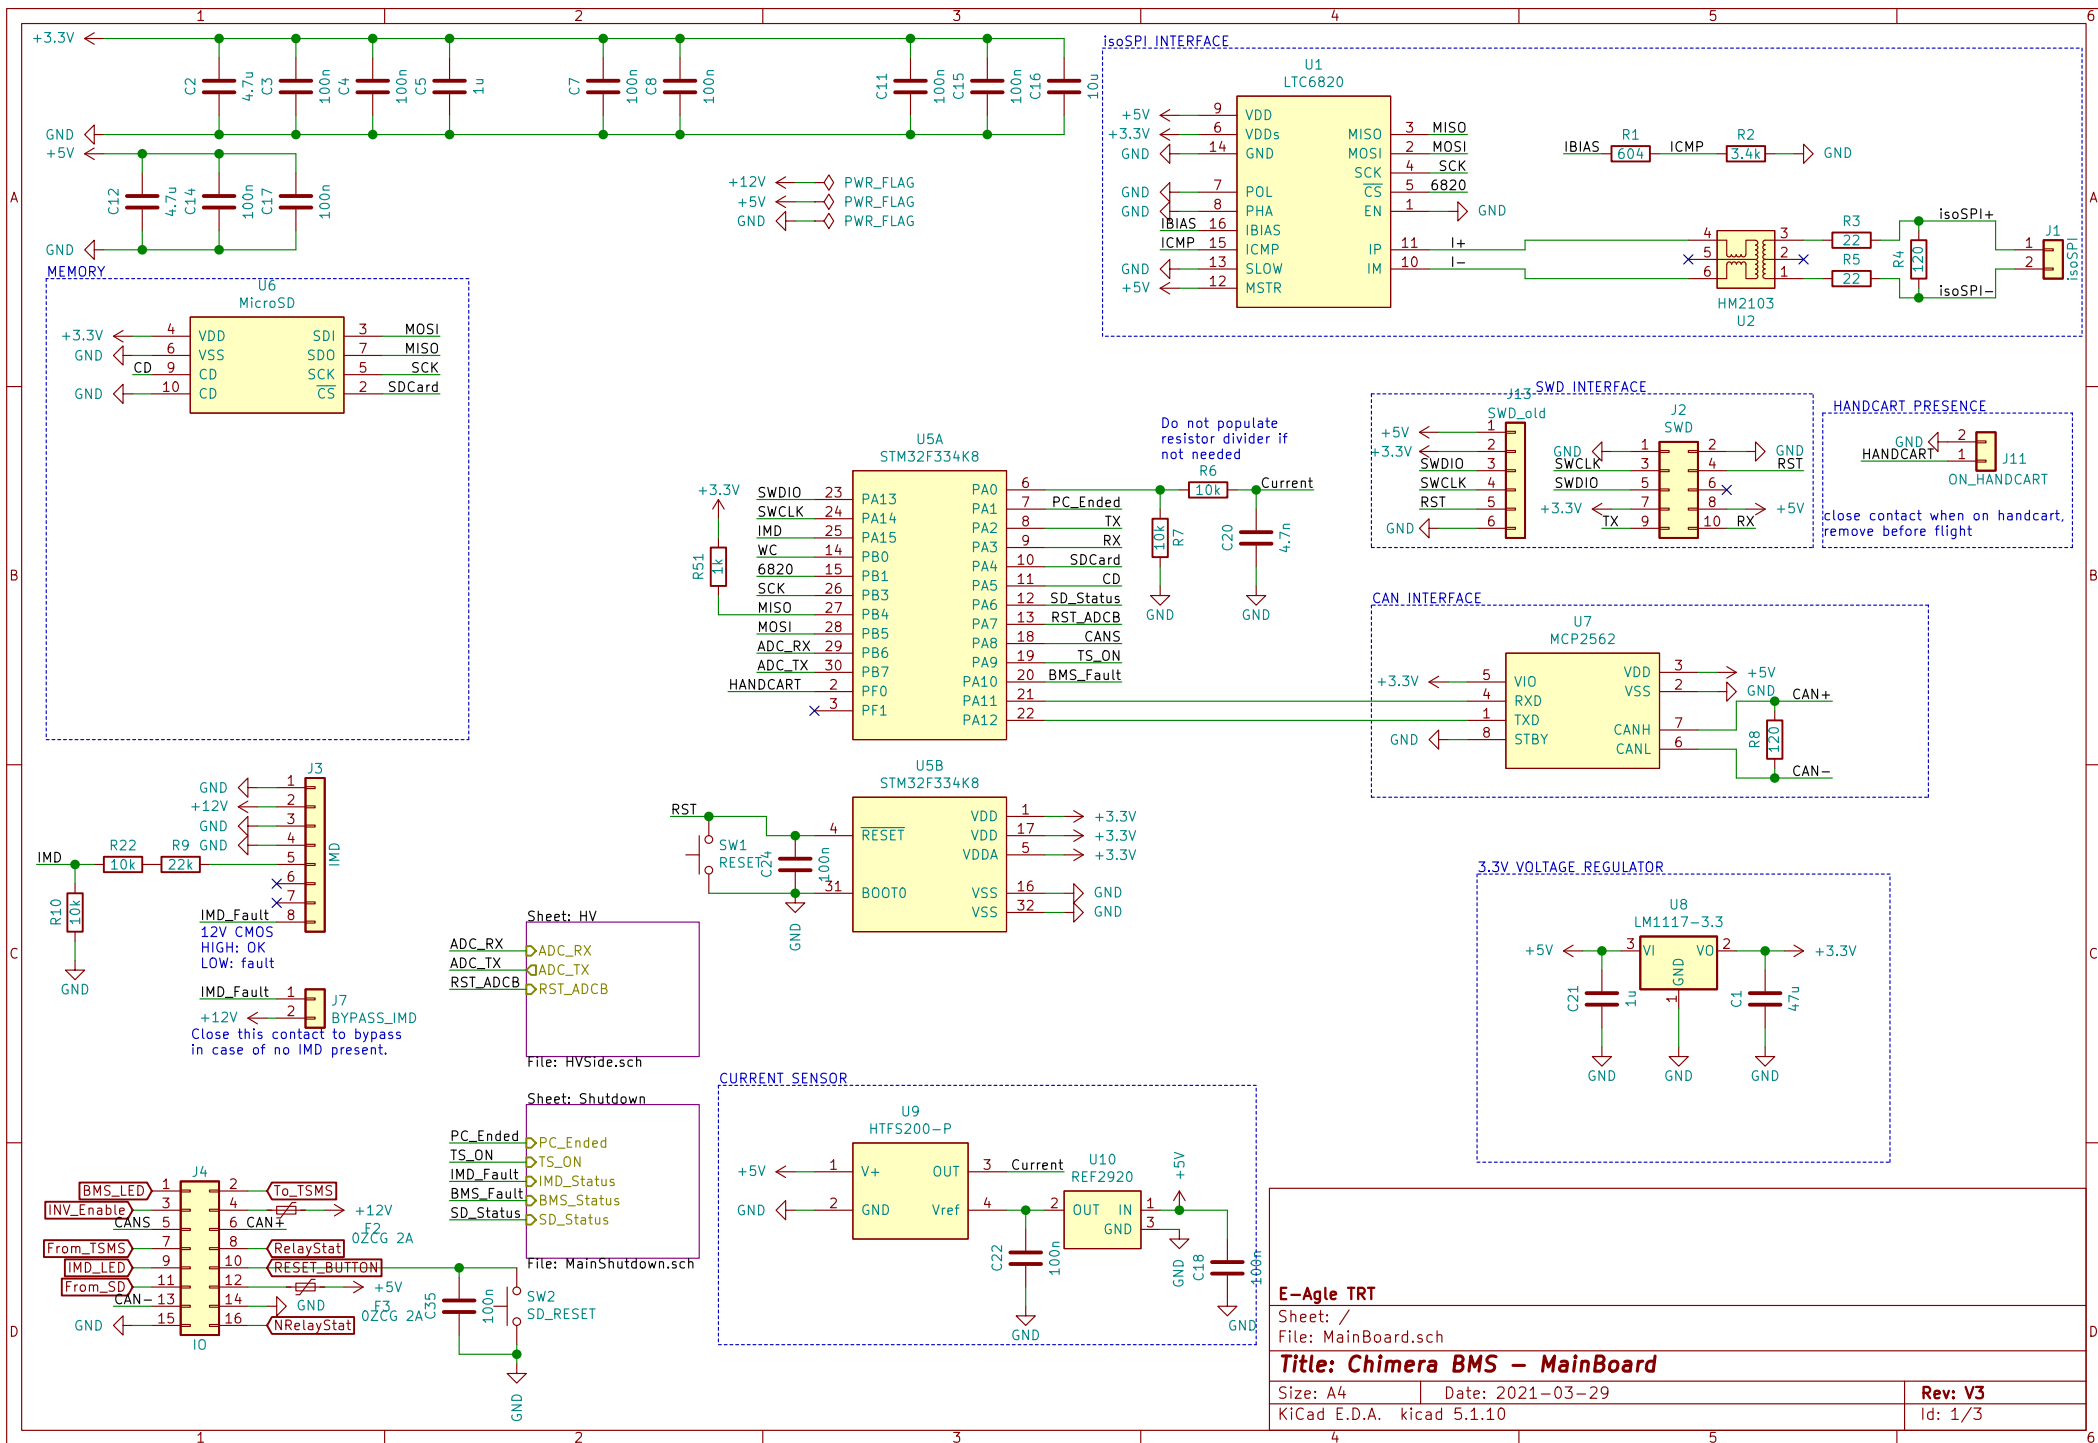 1 2 3 4 5 6
A B C D
+3.3V
C2 4.7u
C3 100n
C4 100n
C5 1u
C7 100n
C8 100n
C11 100n
C15 100n
C16 10u
GND
+5V
C12 4.7u
C14 100n
C17 100n
GND
+12V PWR_FLAG
+5V PWR_FLAG
GND PWR_FLAG
isoSPI INTERFACE
U1
LTC6820
+5V 9 VDD
+3.3V 6 VDDs
GND 14 GND
GND 7 POL
GND 8 PHA
IBIAS 16 IBIAS
ICMP 15 ICMP
GND 13 SLOW
+5V 12 MSTR
MISO 3 MISO
MOSI 2 MOSI
SCK 4 SCK
CS 5 6820
EN 1 GND
IP 11 I+
IM 10 I-
IBIAS R1 604 ICMP R2 3.4k GND
4 3
5 2
6 1
HM2103
U2
R3 22
R5 22
R4 120
isoSPI+
isoSPI-
J1
1
2
isoSPI
MEMORY
U6
MicroSD
+3.3V 4 VDD
GND 6 VSS
CD 9 CD
GND 10 CD
SDI 3 MOSI
SDO 7 MISO
SCK 5 SCK
CS 2 SDCard
U5A
STM32F334K8
+3.3V
R51 1k
SWDIO 23 PA13
SWCLK 24 PA14
IMD 25 PA15
WC 14 PB0
6820 15 PB1
SCK 26 PB3
MISO 27 PB4
MOSI 28 PB5
ADC_RX 29 PB6
ADC_TX 30 PB7
HANDCART 2 PF0
3 PF1
PA0 6
PA1 7 PC_Ended
PA2 8 TX
PA3 9 RX
PA4 10 SDCard
PA5 11 CD
PA6 12 SD_Status
PA7 13 RST_ADCB
PA8 18 CANS
PA9 19 TS_ON
PA10 20 BMS_Fault
PA11 21
PA12 22
Do not populate
resistor divider if
not needed
R6 10k Current
R7 10k
C20 4.7n
GND GND
SWD INTERFACE
J13
SWD_old
+5V 1
+3.3V 2
SWDIO 3
SWCLK 4
RST 5
GND 6
J2
SWD
GND 1 2 GND
SWCLK 3 4 RST
SWDIO 5 6
+3.3V 7 8 +5V
TX 9 10 RX
HANDCART PRESENCE
GND 2
HANDCART 1
J11
ON_HANDCART
close contact when on handcart,
remove before flight
CAN INTERFACE
U7
MCP2562
+3.3V 5 VIO
4 RXD
1 TXD
GND 8 STBY
VDD 3 +5V
VSS 2 GND
CANH 7 CAN+
CANL 6 CAN-
R8 120
J3
GND 1
+12V 2
GND 3
GND 4
5
6
7
IMD_Fault 8
IMD
IMD R22 10k R9 22k
R10 10k
GND
12V CMOS
HIGH: OK
LOW: fault
IMD_Fault 1
+12V 2
J7
BYPASS_IMD
Close this contact to bypass
in case of no IMD present.
U5B
STM32F334K8
RST
SW1
RESET
C24 100n
GND
4 RESET
31 BOOT0
VDD 1 +3.3V
VDD 17 +3.3V
VDDA 5 +3.3V
VSS 16 GND
VSS 32 GND
Sheet: HV
ADC_RX ADC_RX
ADC_TX ADC_TX
RST_ADCB RST_ADCB
File: HVSide.sch
3.3V VOLTAGE REGULATOR
U8
LM1117-3.3
+5V 3 VI VO 2 +3.3V
GND 1
C21 1u
C1 47u
GND GND GND
Sheet: Shutdown
PC_Ended PC_Ended
TS_ON TS_ON
IMD_Fault IMD_Status
BMS_Fault BMS_Status
SD_Status SD_Status
File: MainShutdown.sch
CURRENT SENSOR
U9
HTFS200-P
+5V 1 V+ OUT 3 Current
GND 2 GND Vref 4
U10
REF2920
2 OUT IN 1 +5V
GND 3
GND
C22 100n
GND
C18 100n
GND
J4
BMS_LED 1 2 To_TSMS
INV_Enable 3 4 +12V
F2
0ZCG 2A
CANS 5 6 CAN+
From_TSMS 7 8 RelayStat
IMD_LED 9 10 RESET_BUTTON
From_SD 11 12 +5V
F3
0ZCG 2A
CAN- 13 14 GND
GND 15 16 NRelayStat
IO
C35 100n
SW2
SD_RESET
GND
E-Agle TRT
Sheet: /
File: MainBoard.sch
Title: Chimera BMS - MainBoard
Size: A4 Date: 2021-03-29 Rev: V3
KiCad E.D.A. kicad 5.1.10 Id: 1/3
A B C D
1 2 3 4 5 6